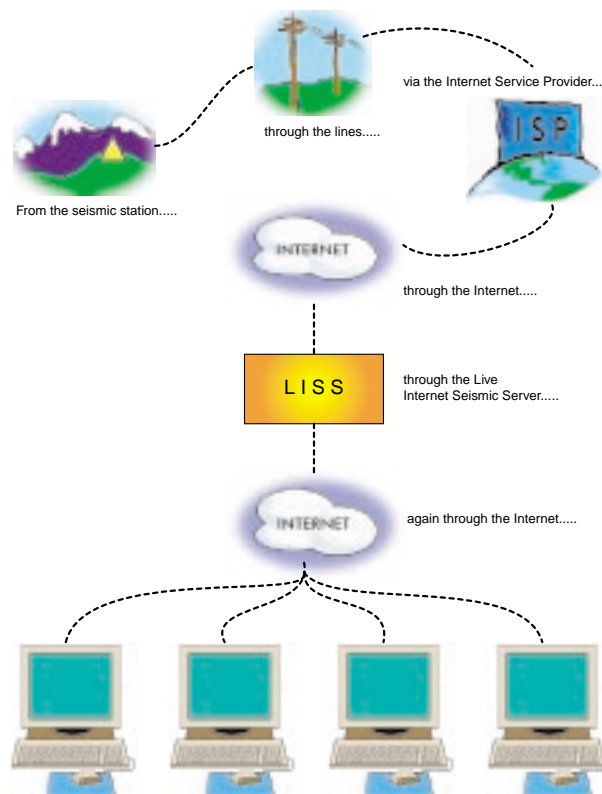 via the Internet Service Provider...
ISP
through the lines.....
From the seismic station.....
INTERNET
through the Internet.....
LISS
through the Live
Internet Seismic Server.....
INTERNET
again through the Internet.....